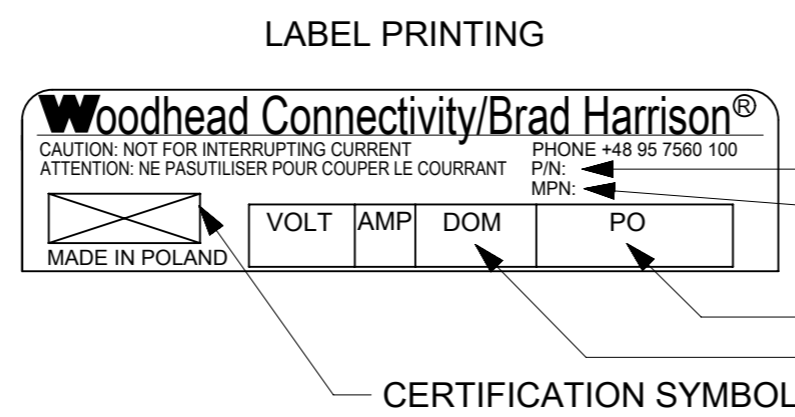 LABEL PRINTING
Woodhead Connectivity/Brad Harrison®
CAUTION: NOT FOR INTERRUPTING CURRENT
ATTENTION: NE PASUTILISER POUR COUPER LE COURRANT
PHONE +48 95 7560 100
P/N:
MPN:
VOLT AMP DOM PO
MADE IN POLAND
CERTIFICATION SYMBOL